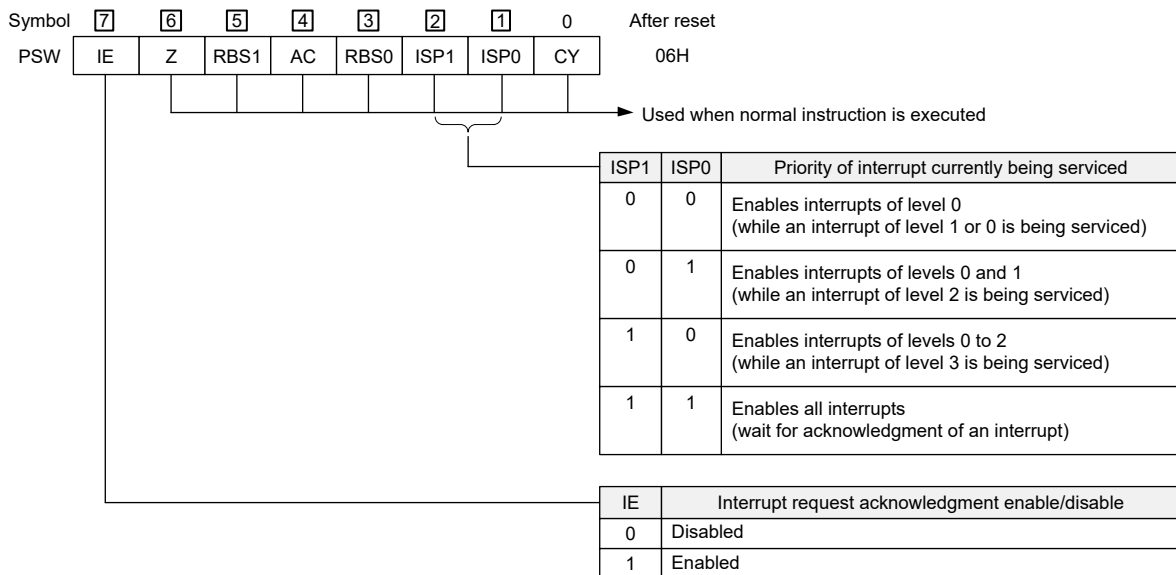 Symbol 7 6 5 4 3 2 1 0 After reset
PSW IE Z RBS1 AC RBS0 ISP1 ISP0 CY 06H
Used when normal instruction is executed
ISP1 ISP0 Priority of interrupt currently being serviced
0 0 Enables interrupts of level 0
(while an interrupt of level 1 or 0 is being serviced)
0 1 Enables interrupts of levels 0 and 1
(while an interrupt of level 2 is being serviced)
1 0 Enables interrupts of levels 0 to 2
(while an interrupt of level 3 is being serviced)
1 1 Enables all interrupts
(wait for acknowledgment of an interrupt)
IE Interrupt request acknowledgment enable/disable
0 Disabled
1 Enabled